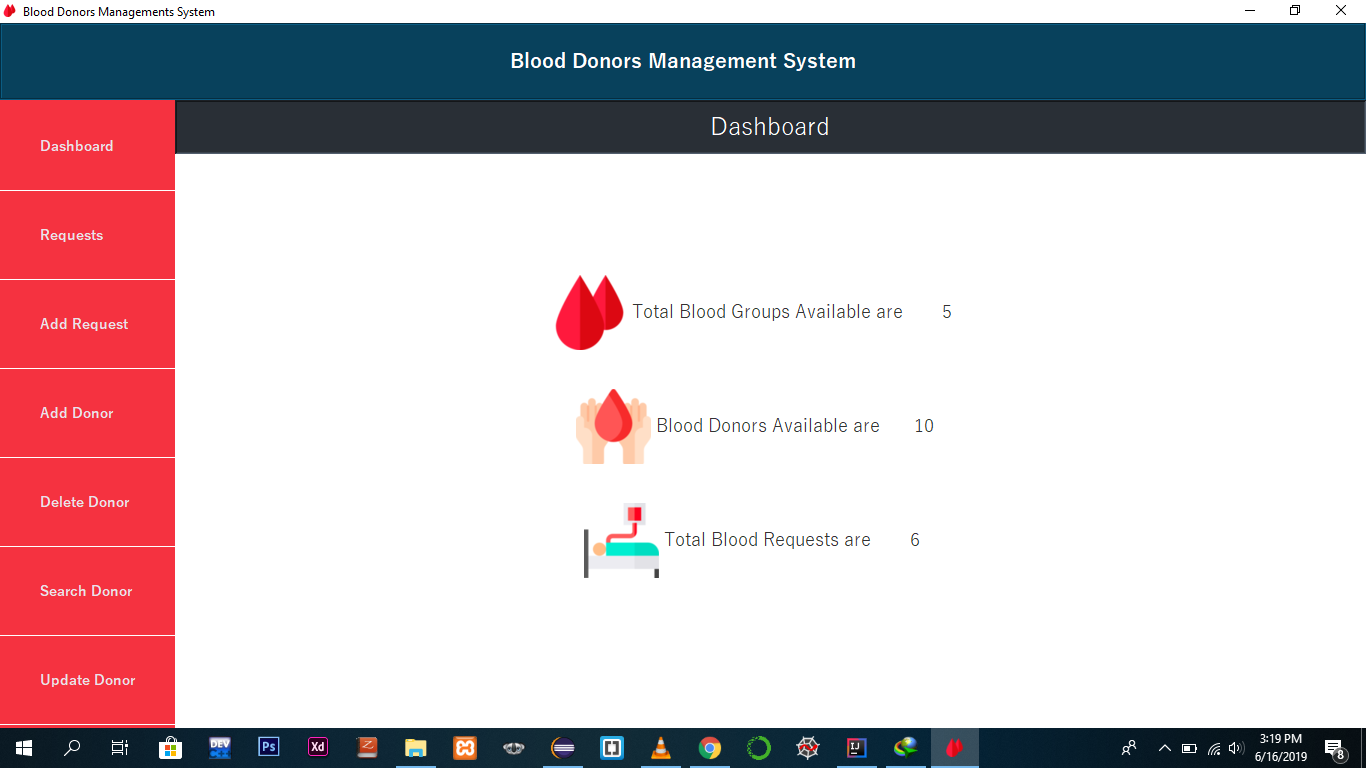 Blood Donors Managements System
Blood Donors Management System
Dashboard
Dashboard
Requests
Add Request
Add Donor
Delete Donor
Search Donor
Update Donor
Total Blood Groups Available are 5
Blood Donors Available are 10
Total Blood Requests are 6
DEV
Ps
Xd
IJ
3:19 PM
6/16/2019
8